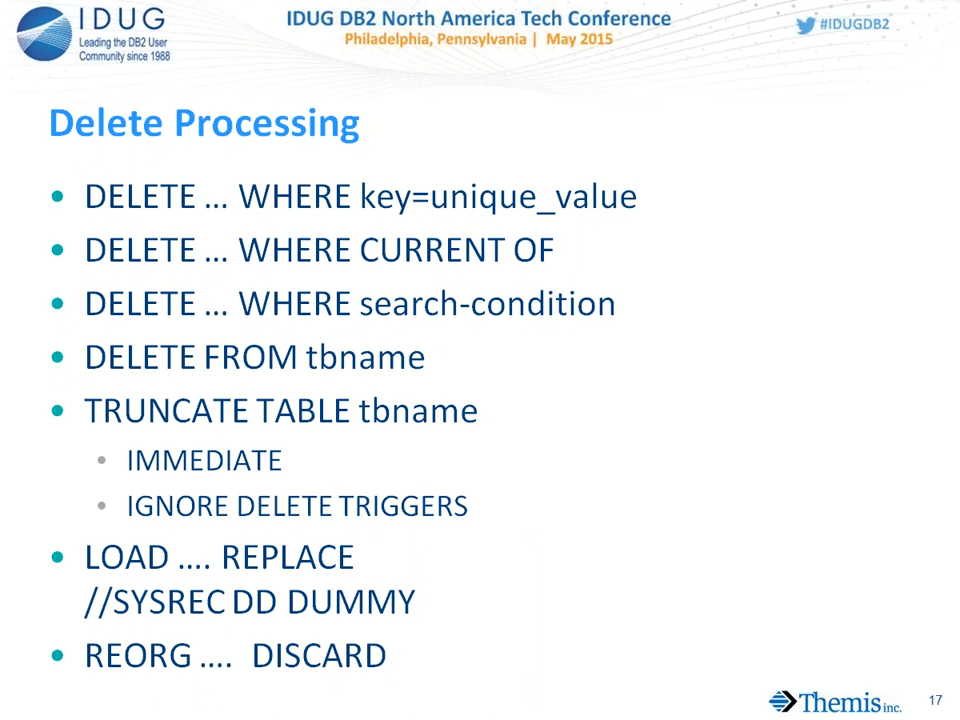 IDUG
Leading the DB2 User
Community since 1988
IDUG DB2 North America Tech Conference
Philadelphia, Pennsylvania | May 2015
#IDUGDB2
Delete Processing
• DELETE … WHERE key=unique_value
• DELETE … WHERE CURRENT OF
• DELETE … WHERE search-condition
• DELETE FROM tbname
• TRUNCATE TABLE tbname
• IMMEDIATE
• IGNORE DELETE TRIGGERS
• LOAD …. REPLACE
//SYSREC DD DUMMY
• REORG …. DISCARD
Themis inc.
17